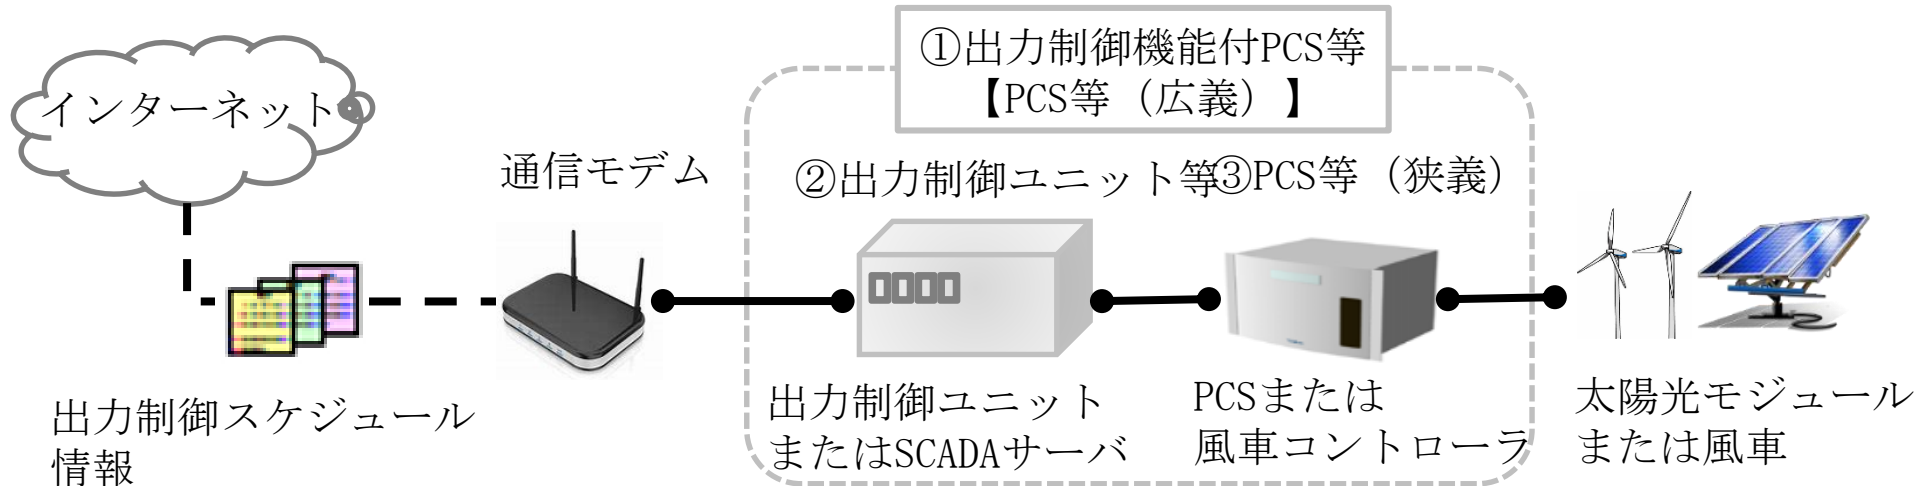 ①出力制御機能付PCS等
【PCS等（広義）】
インターネット
通信モデム
②出力制御ユニット等
③PCS等（狭義）
出力制御スケジュール
情報
出力制御ユニット
またはSCADAサーバ
PCSまたは
風車コントローラ
太陽光モジュール
または風車